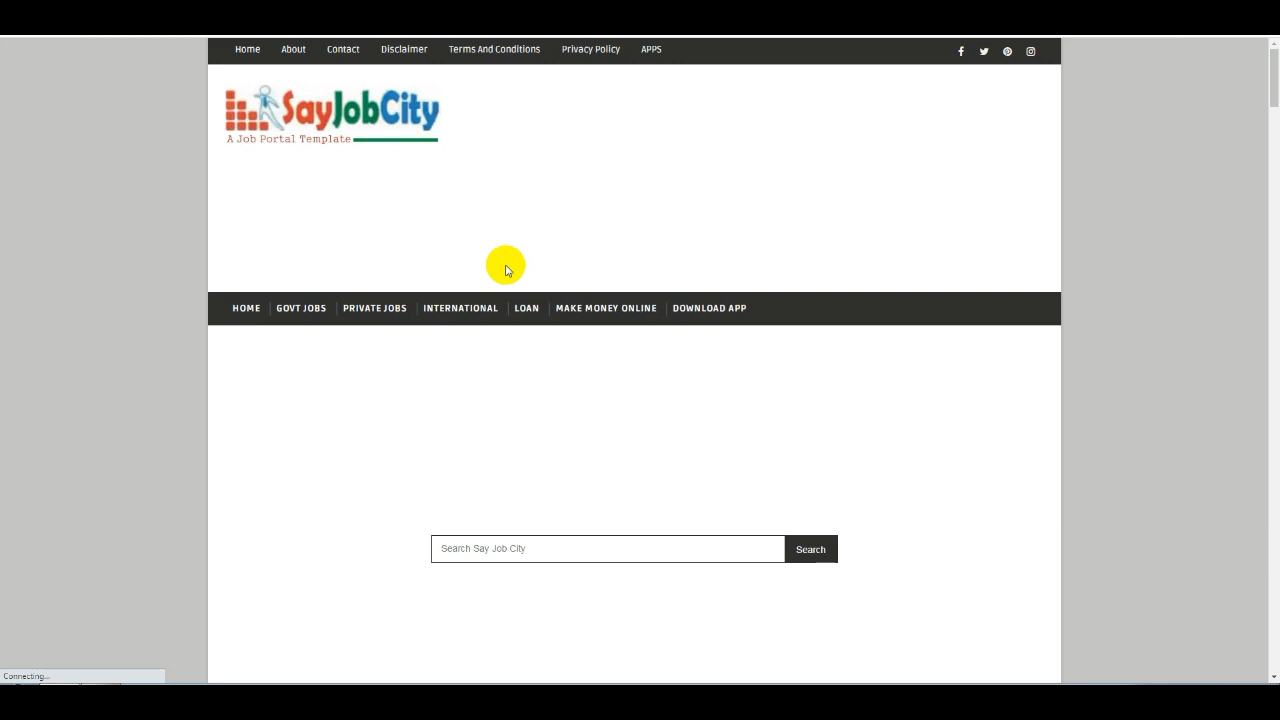 Home About Contact Disclaimer Terms And Conditions Privacy Policy APPS
SayJobCity
A Job Portal Template
HOME GOVT JOBS PRIVATE JOBS INTERNATIONAL LOAN MAKE MONEY ONLINE DOWNLOAD APP
Search Say Job City Search
Connecting...